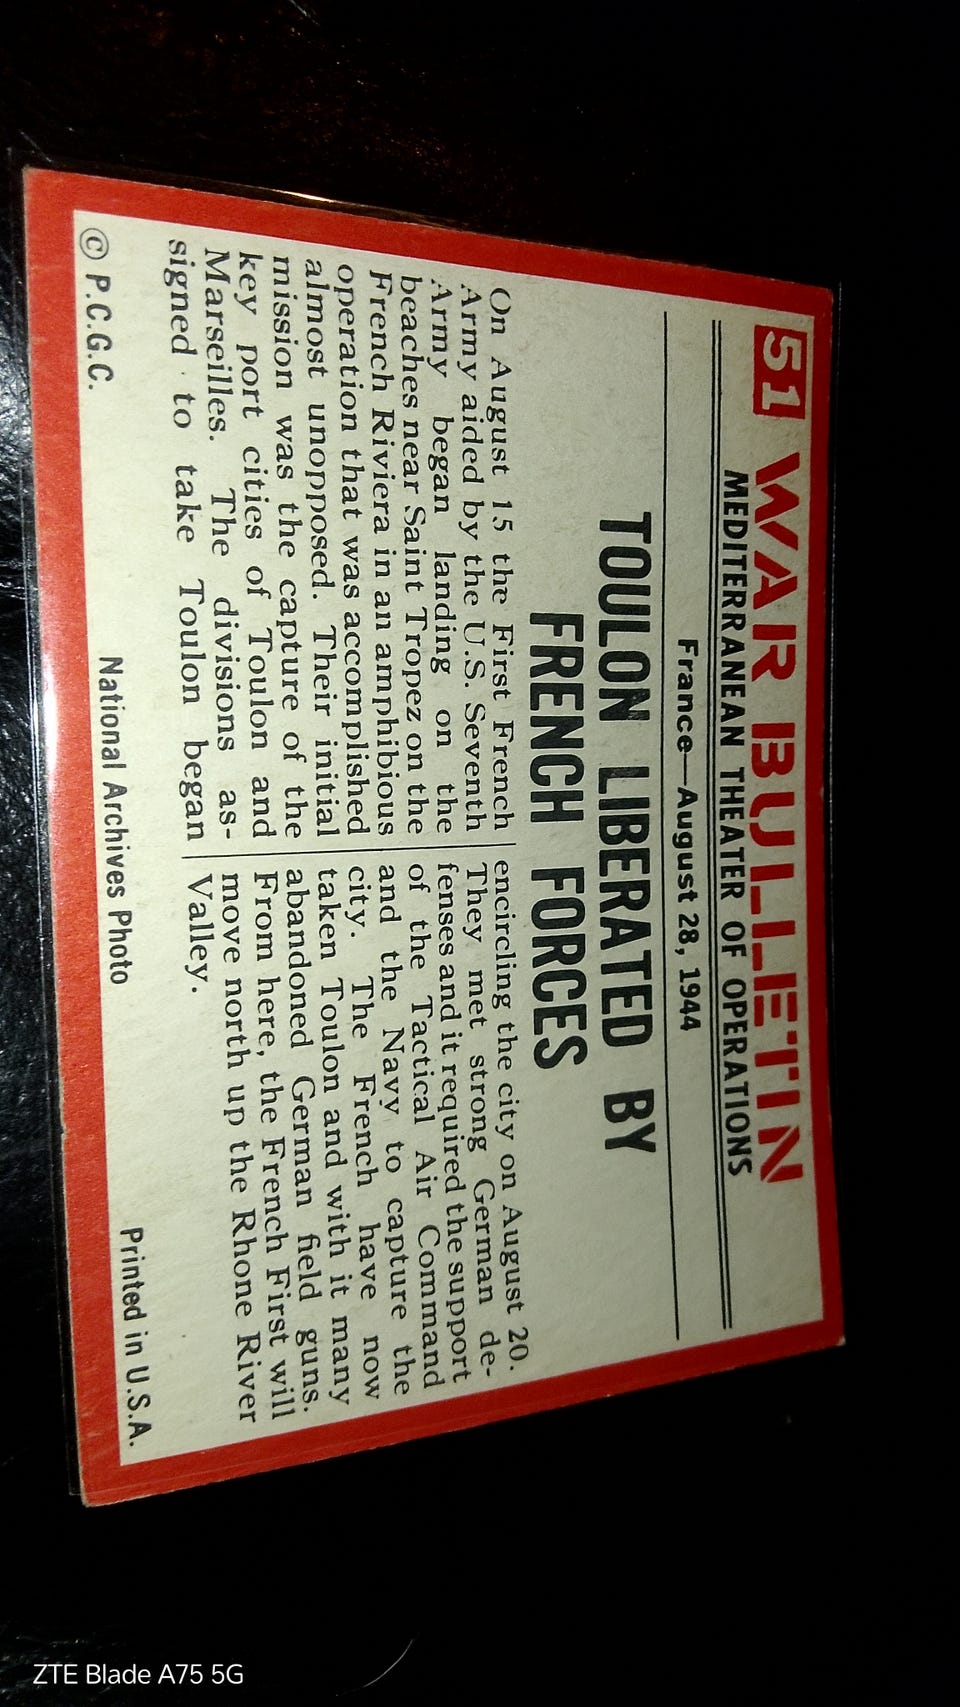 51 WAR BULLETIN
MEDITERRANEAN THEATER OF OPERATIONS
France—August 28, 1944
TOULON LIBERATED BY
FRENCH FORCES
On August 15 the First French
Army aided by the U.S. Seventh
Army began landing on the
beaches near Saint Tropez on the
French Riviera in an amphibious
operation that was accomplished
almost unopposed. Their initial
mission was the capture of the
key port cities of Toulon and
Marseilles. The divisions as-
signed to take Toulon began
encircling the city on August 20.
They met strong German de-
fenses and it required the support
of the Tactical Air Command
and the Navy to capture the
city. The French have now
taken Toulon and with it many
abandoned German field guns.
From here, the French First will
move north up the Rhone River
Valley.
© P.C.G.C.
National Archives Photo
Printed in U.S.A.
ZTE Blade A75 5G